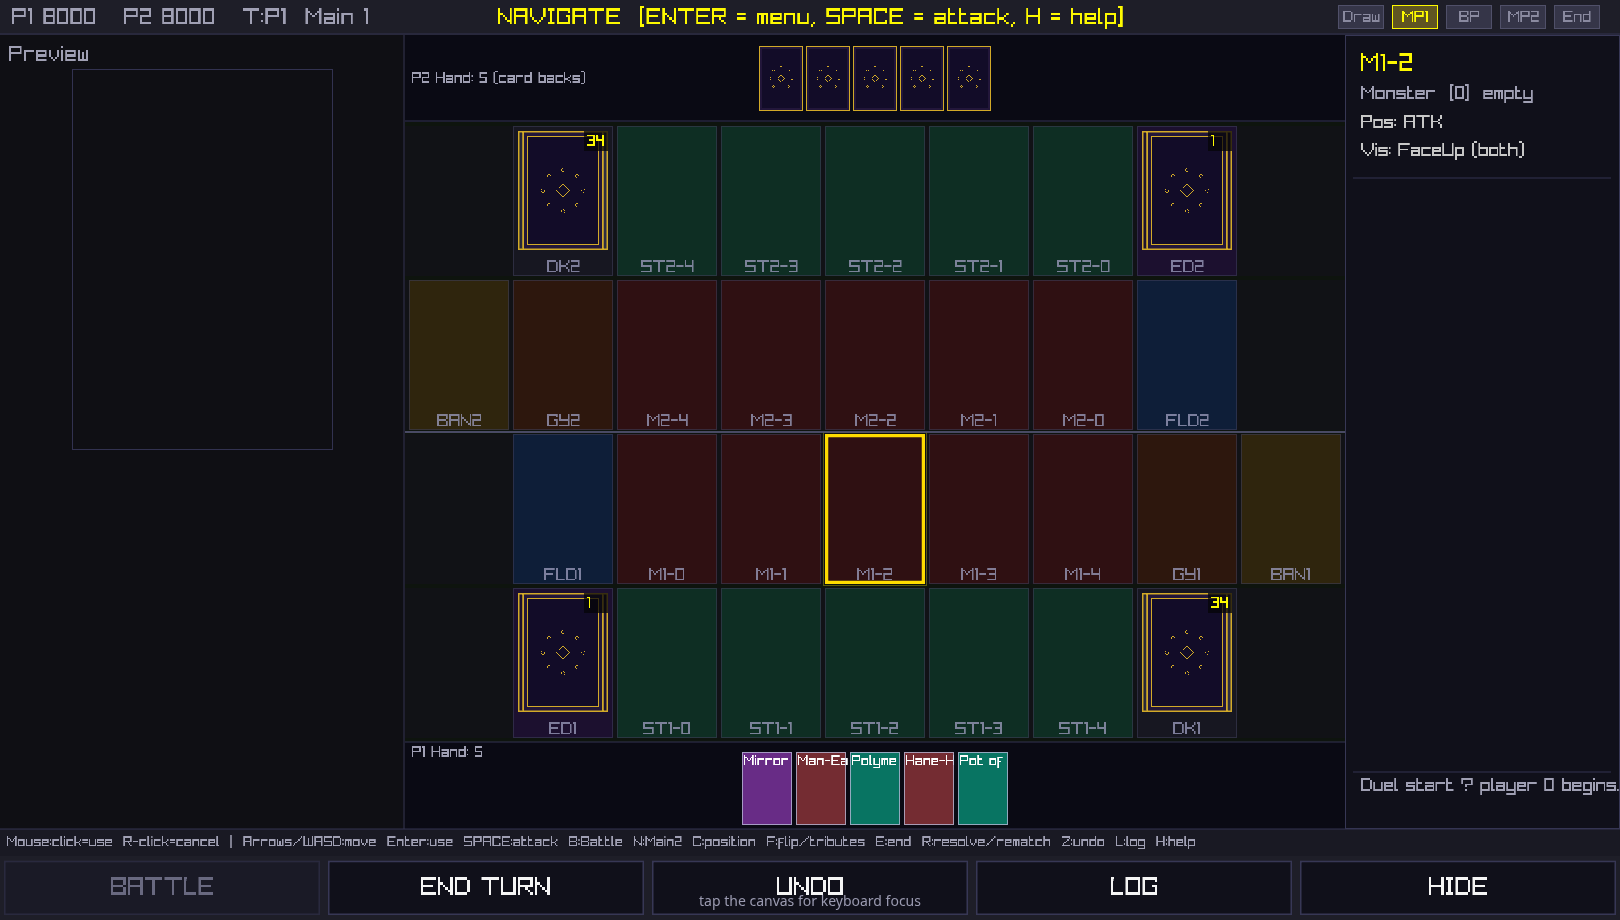 P1 8000 P2 8000 T:P1 Main 1
NAVIGATE [ENTER = menu, SPACE = attack, H = help]
Draw MP1 BP MP2 End
Preview
P2 Hand: 5 (card backs)
34
1
DK2 ST2-4 ST2-3 ST2-2 ST2-1 ST2-0 ED2
BAN2 GY2 M2-4 M2-3 M2-2 M2-1 M2-0 FLD2
FLD1 M1-0 M1-1 M1-2 M1-3 M1-4 GY1 BAN1
1
34
ED1 ST1-0 ST1-1 ST1-2 ST1-3 ST1-4 DK1
P1 Hand: 5
Mirror Man-Ea Polyme Hane-H Pot of
M1-2
Monster [0] empty
Pos: ATK
Vis: FaceUp (both)
Duel start ? player 0 begins.
Mouse:click=use R-click=cancel | Arrows/WASD:move Enter:use SPACE:attack B:Battle N:Main2 C:position F:flip/tributes E:end R:resolve/rematch Z:undo L:log H:help
BATTLE END TURN UNDO LOG HIDE
tap the canvas for keyboard focus